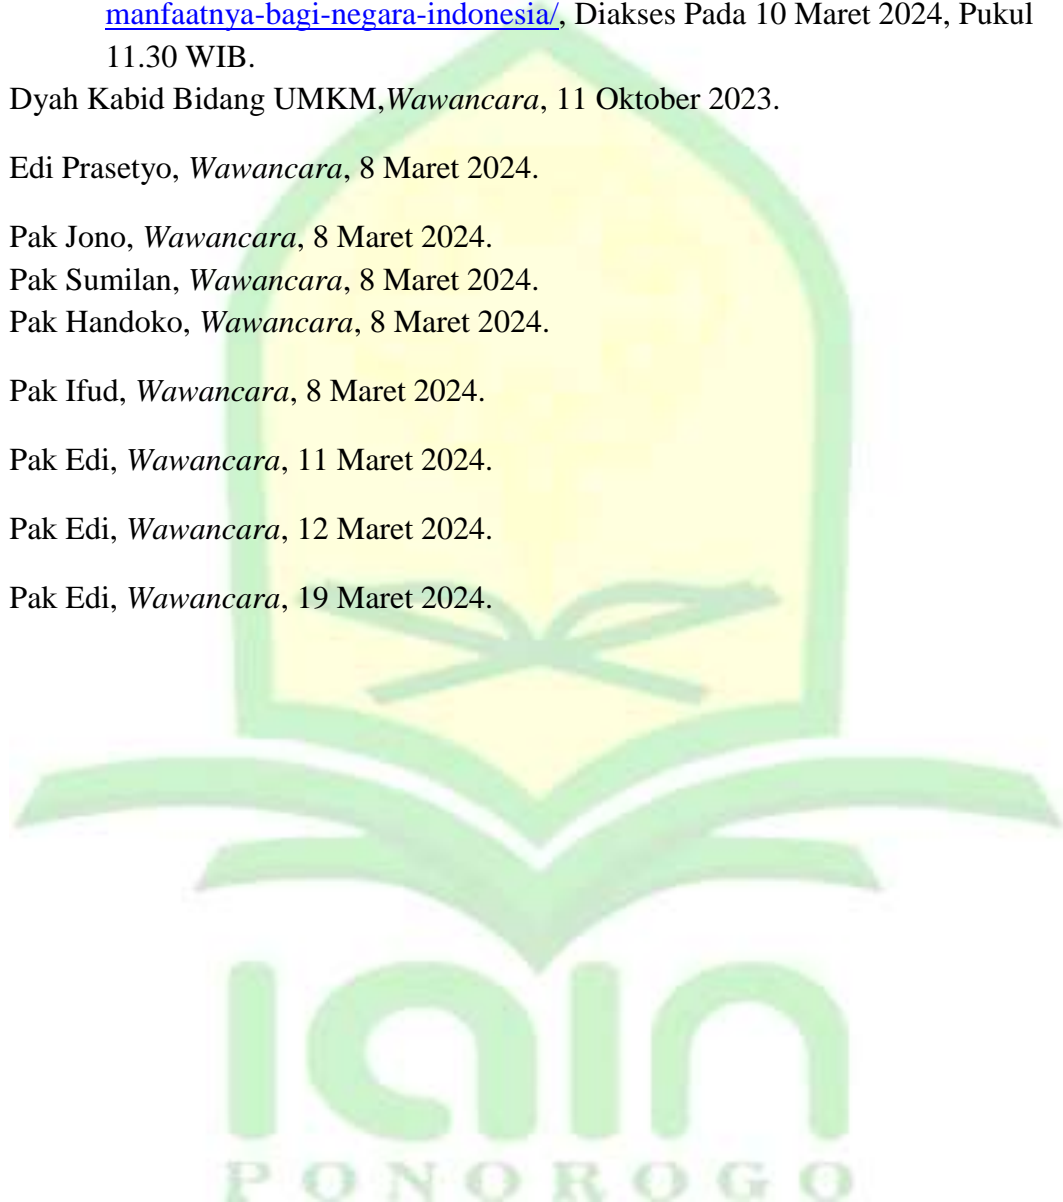 manfaatnya-bagi-negara-indonesia/, Diakses Pada 10 Maret 2024, Pukul
11.30 WIB.
Dyah Kabid Bidang UMKM,Wawancara, 11 Oktober 2023.
Edi Prasetyo, Wawancara, 8 Maret 2024.
Pak Jono, Wawancara, 8 Maret 2024.
Pak Sumilan, Wawancara, 8 Maret 2024.
Pak Handoko, Wawancara, 8 Maret 2024.
Pak Ifud, Wawancara, 8 Maret 2024.
Pak Edi, Wawancara, 11 Maret 2024.
Pak Edi, Wawancara, 12 Maret 2024.
Pak Edi, Wawancara, 19 Maret 2024.
iain
PONOROGO